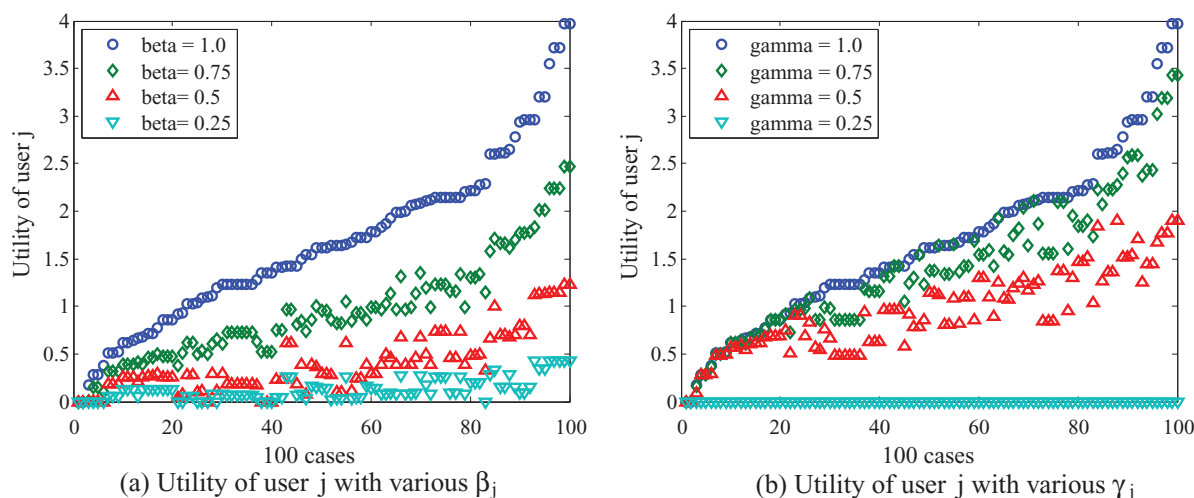 4
3.5
3
2.5
2
1.5
1
0.5
0
Utility of user j
beta = 1.0
beta= 0.75
beta= 0.5
beta= 0.25
0 20 40 60 80 100
100 cases
(a) Utility of user j with various βj
4
3.5
3
2.5
2
1.5
1
0.5
0
Utility of user j
gamma = 1.0
gamma = 0.75
gamma = 0.5
gamma = 0.25
0 20 40 60 80 100
100 cases
(b) Utility of user j with various γj